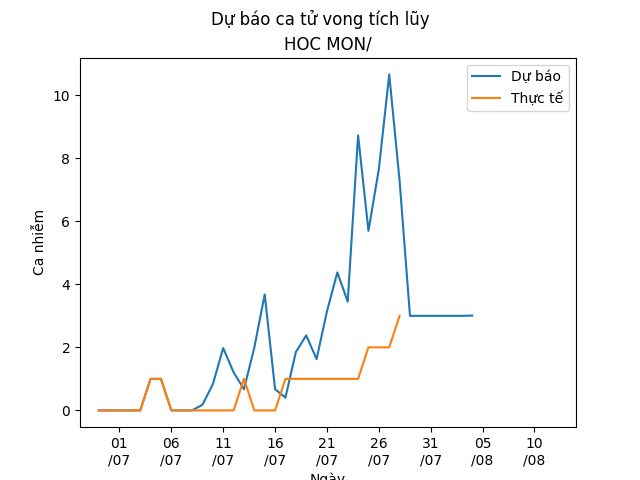 Dự báo ca tử vong tích lũy
HOC MON/
Dự báo
Thực tế
Ca nhiễm
10
8
6
4
2
0
01 06 11 16 21 26 31 05 10
/07 /07 /07 /07 /07 /07 /07 /08 /08
Ngày